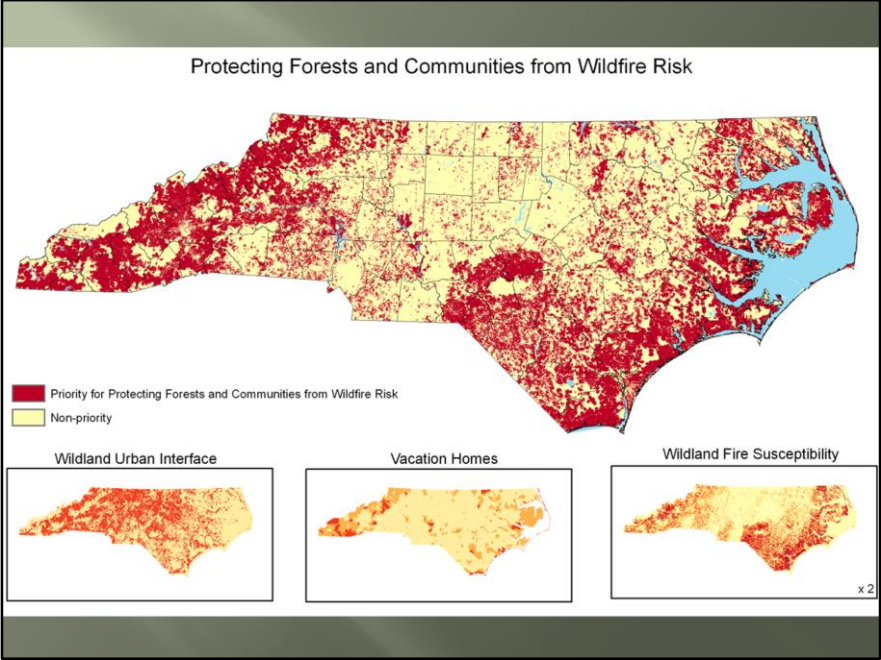 Protecting Forests and Communities from Wildfire Risk
Priority for Protecting Forests and Communities from Wildfire Risk
Non-priority
Wildland Urban Interface
Vacation Homes
Wildland Fire Susceptibility
x 2